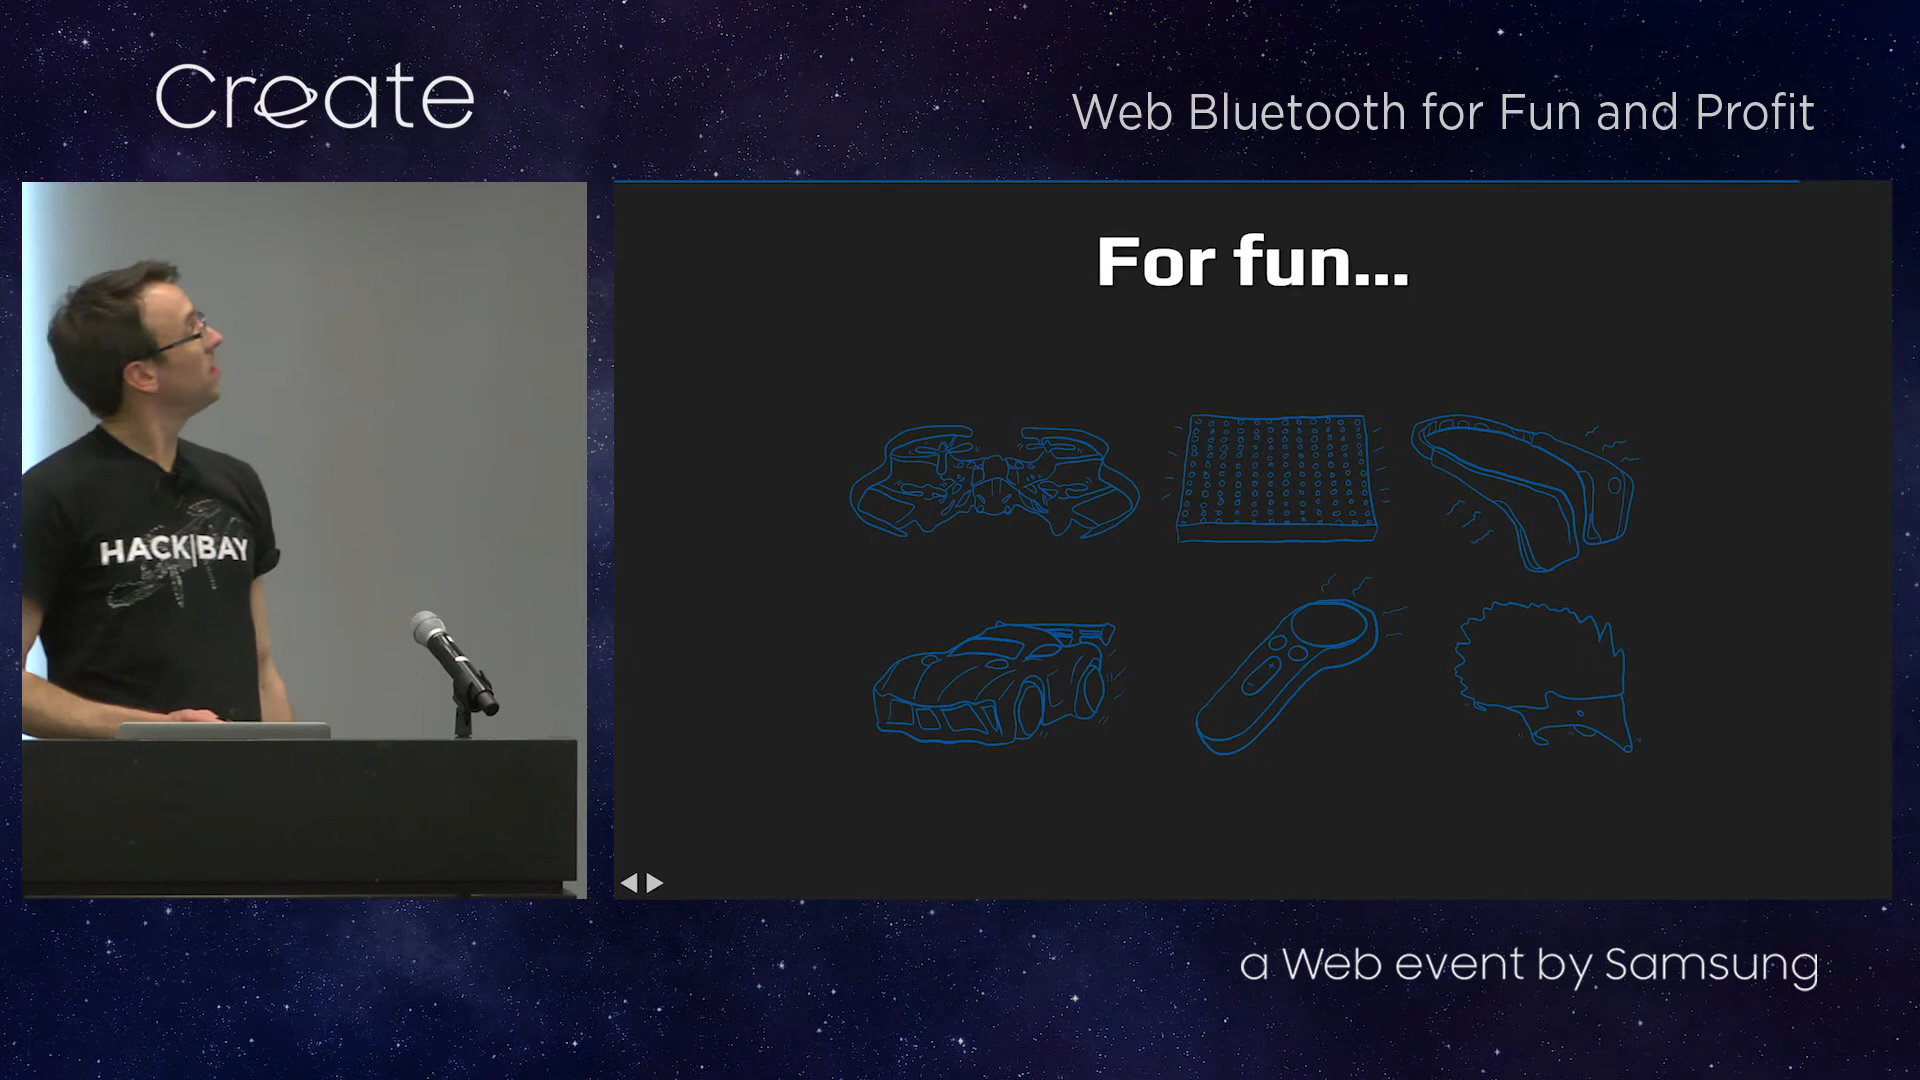 Create
Web Bluetooth for Fun and Profit
For fun...
HACK|BAY
a Web event by Samsung